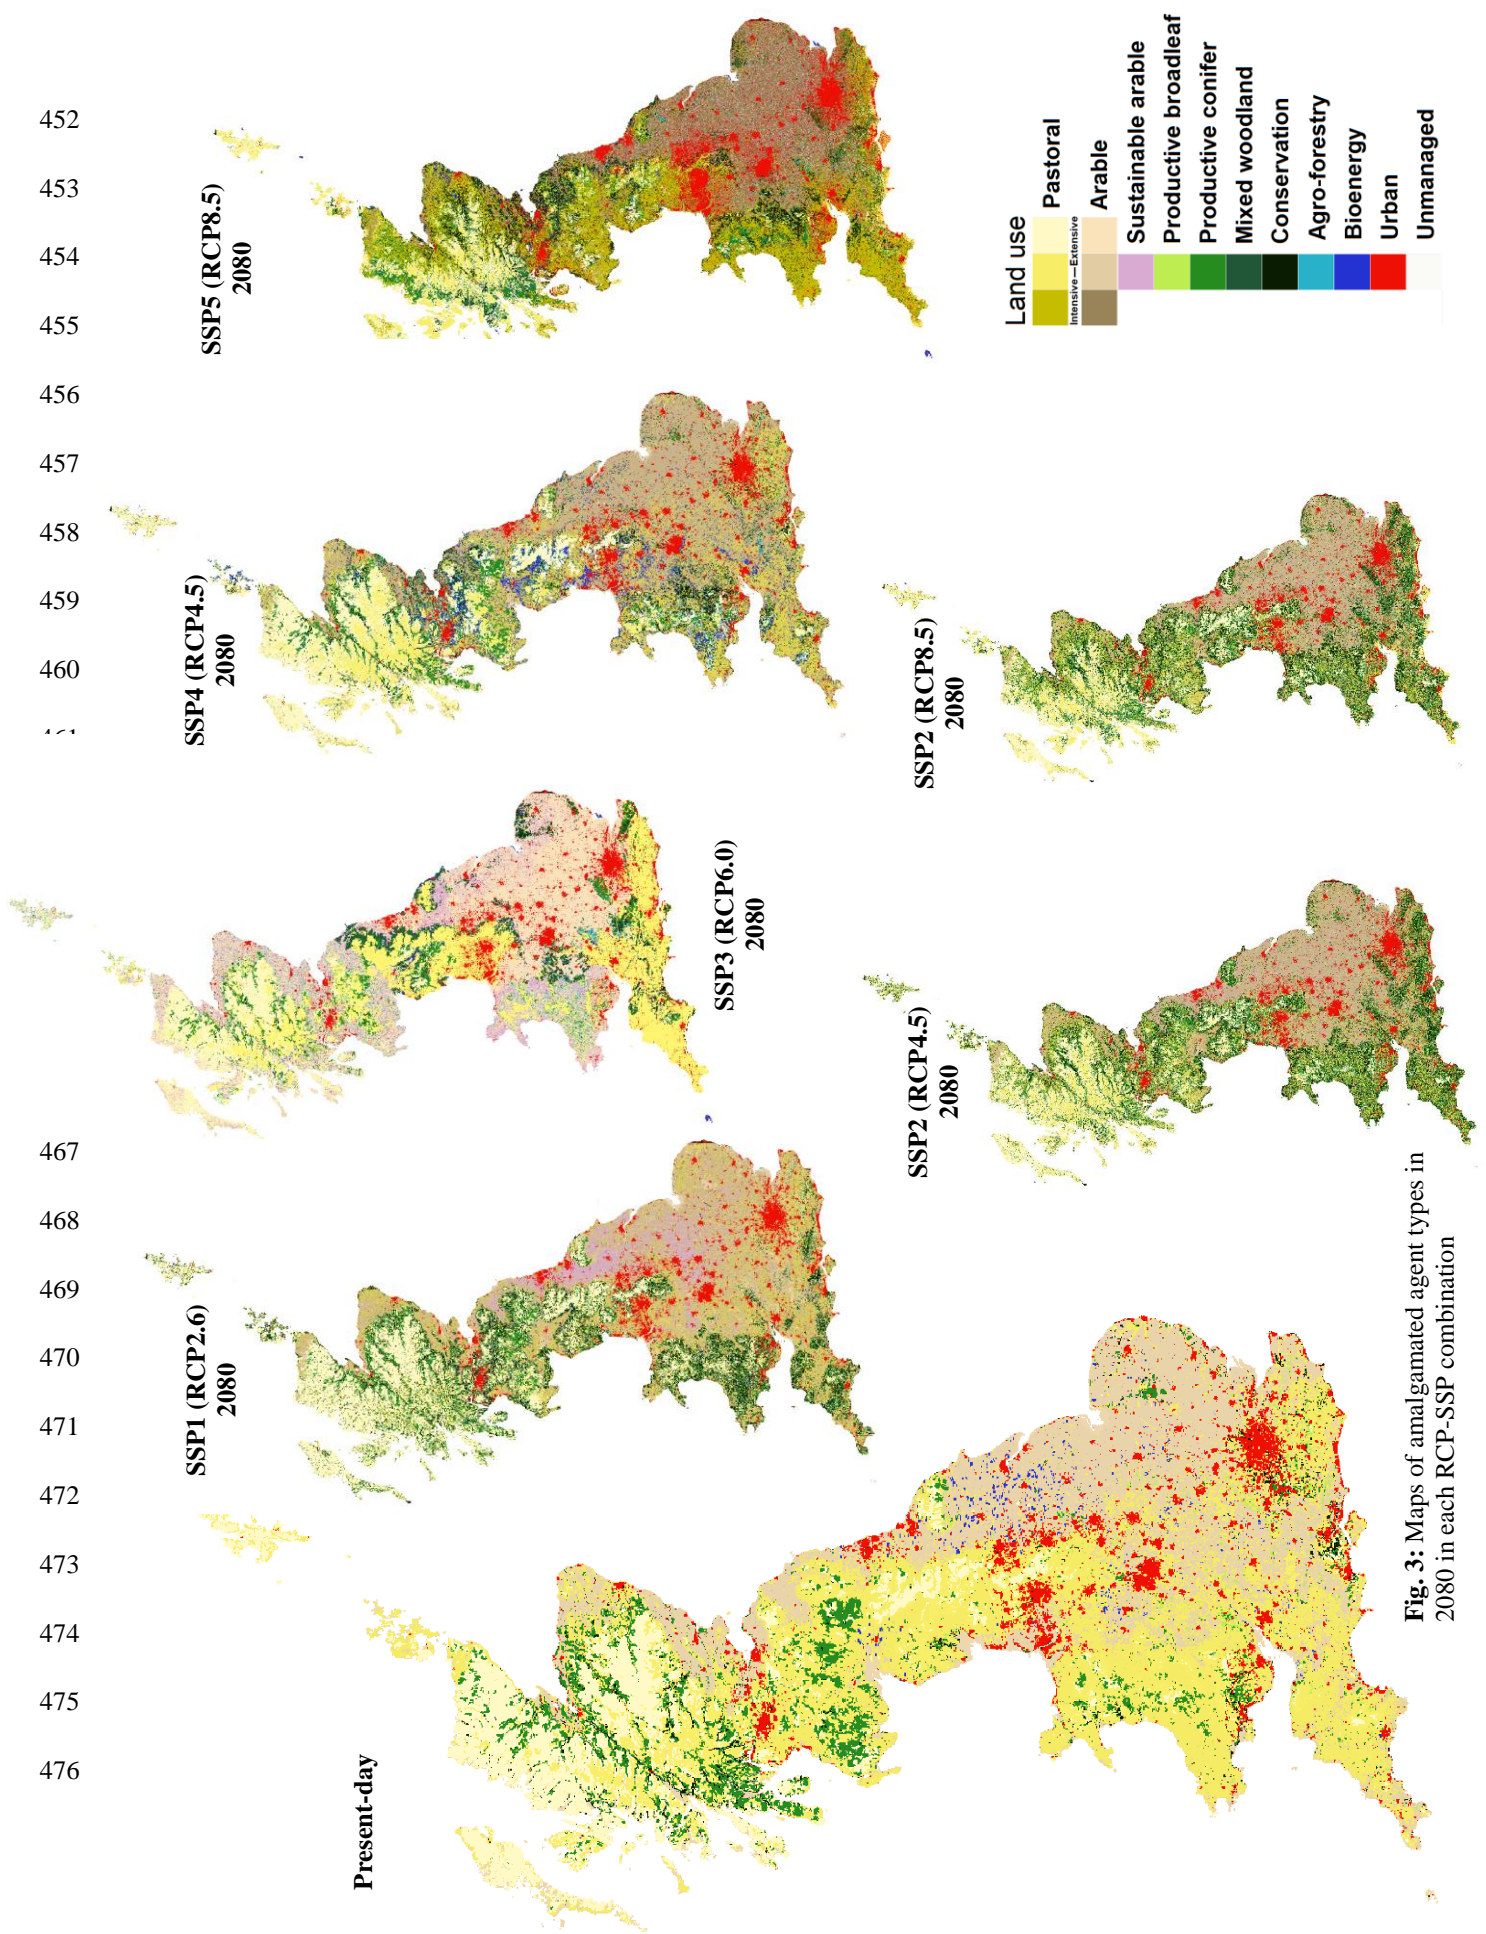 452
453
454
455
456
457
458
459
460
461
467
468
469
470
471
472
473
474
475
476
SSP5 (RCP8.5)
2080
Land use
Pastoral
Intensive—Extensive
Arable
Sustainable arable
Productive broadleaf
Productive conifer
Mixed woodland
Conservation
Agro-forestry
Bioenergy
Urban
Unmanaged
SSP4 (RCP4.5)
2080
SSP2 (RCP8.5)
2080
SSP3 (RCP6.0)
2080
SSP2 (RCP4.5)
2080
SSP1 (RCP2.6)
2080
Present-day
Fig. 3: Maps of amalgamated agent types in
2080 in each RCP-SSP combination